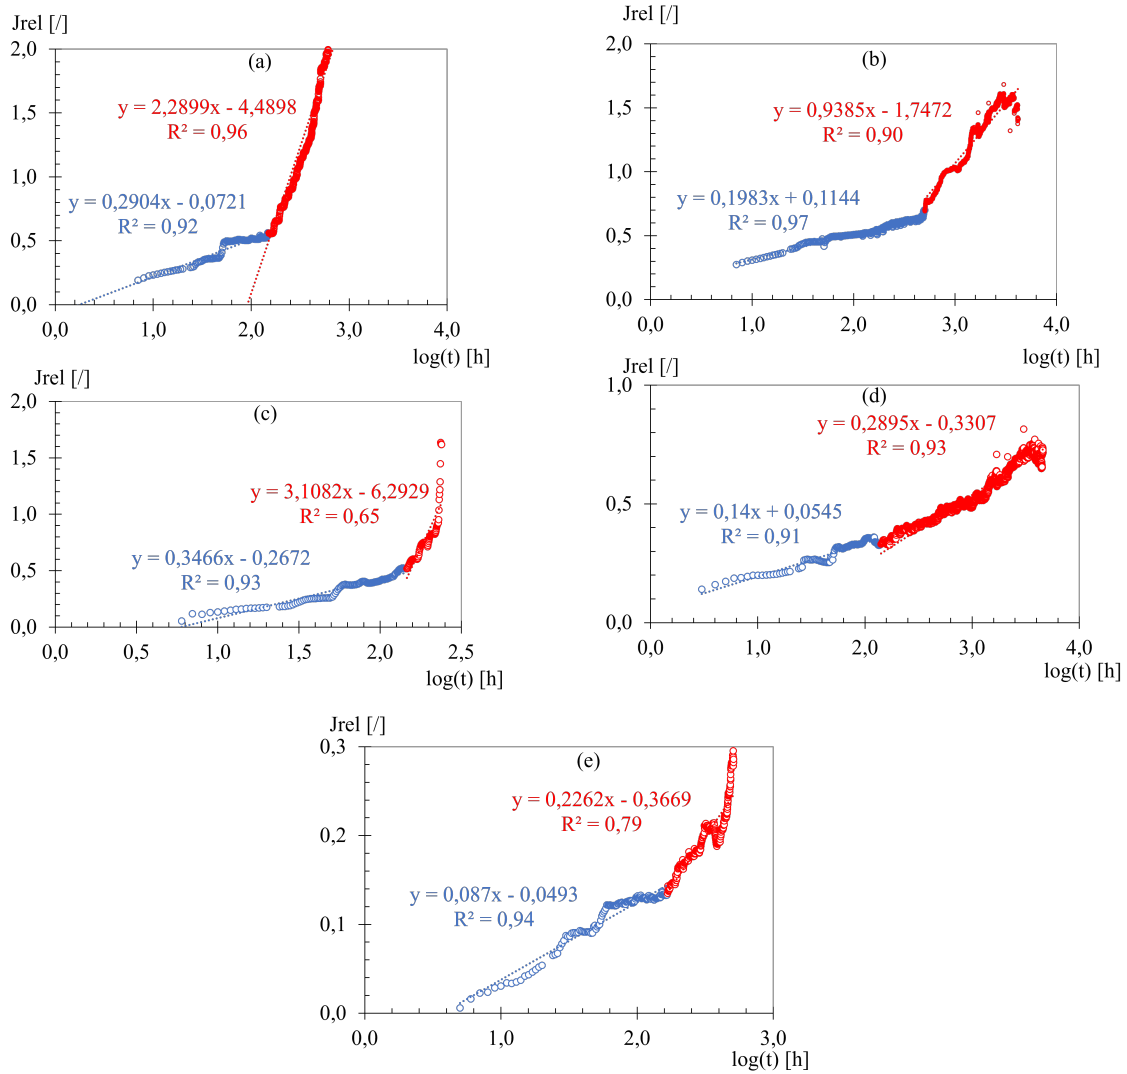 Jrel [/]
(a)
2,0
1,5
1,0
0,5
0,0
y = 2,2899x - 4,4898
R² = 0,96
y = 0,2904x - 0,0721
R² = 0,92
0,0 1,0 2,0 3,0 4,0
log(t) [h]
Jrel [/]
(b)
2,0
1,5
1,0
0,5
0,0
y = 0,9385x - 1,7472
R² = 0,90
y = 0,1983x + 0,1144
R² = 0,97
0,0 1,0 2,0 3,0 4,0
log(t) [h]
Jrel [/]
(c)
2,0
1,5
1,0
0,5
0,0
y = 3,1082x - 6,2929
R² = 0,65
y = 0,3466x - 0,2672
R² = 0,93
0,0 0,5 1,0 1,5 2,0 2,5
log(t) [h]
Jrel [/]
(d)
1,0
0,5
0,0
y = 0,2895x - 0,3307
R² = 0,93
y = 0,14x + 0,0545
R² = 0,91
0,0 1,0 2,0 3,0 4,0
log(t) [h]
Jrel [/]
(e)
0,3
0,2
0,1
0,0
y = 0,2262x - 0,3669
R² = 0,79
y = 0,087x - 0,0493
R² = 0,94
0,0 1,0 2,0 3,0
log(t) [h]